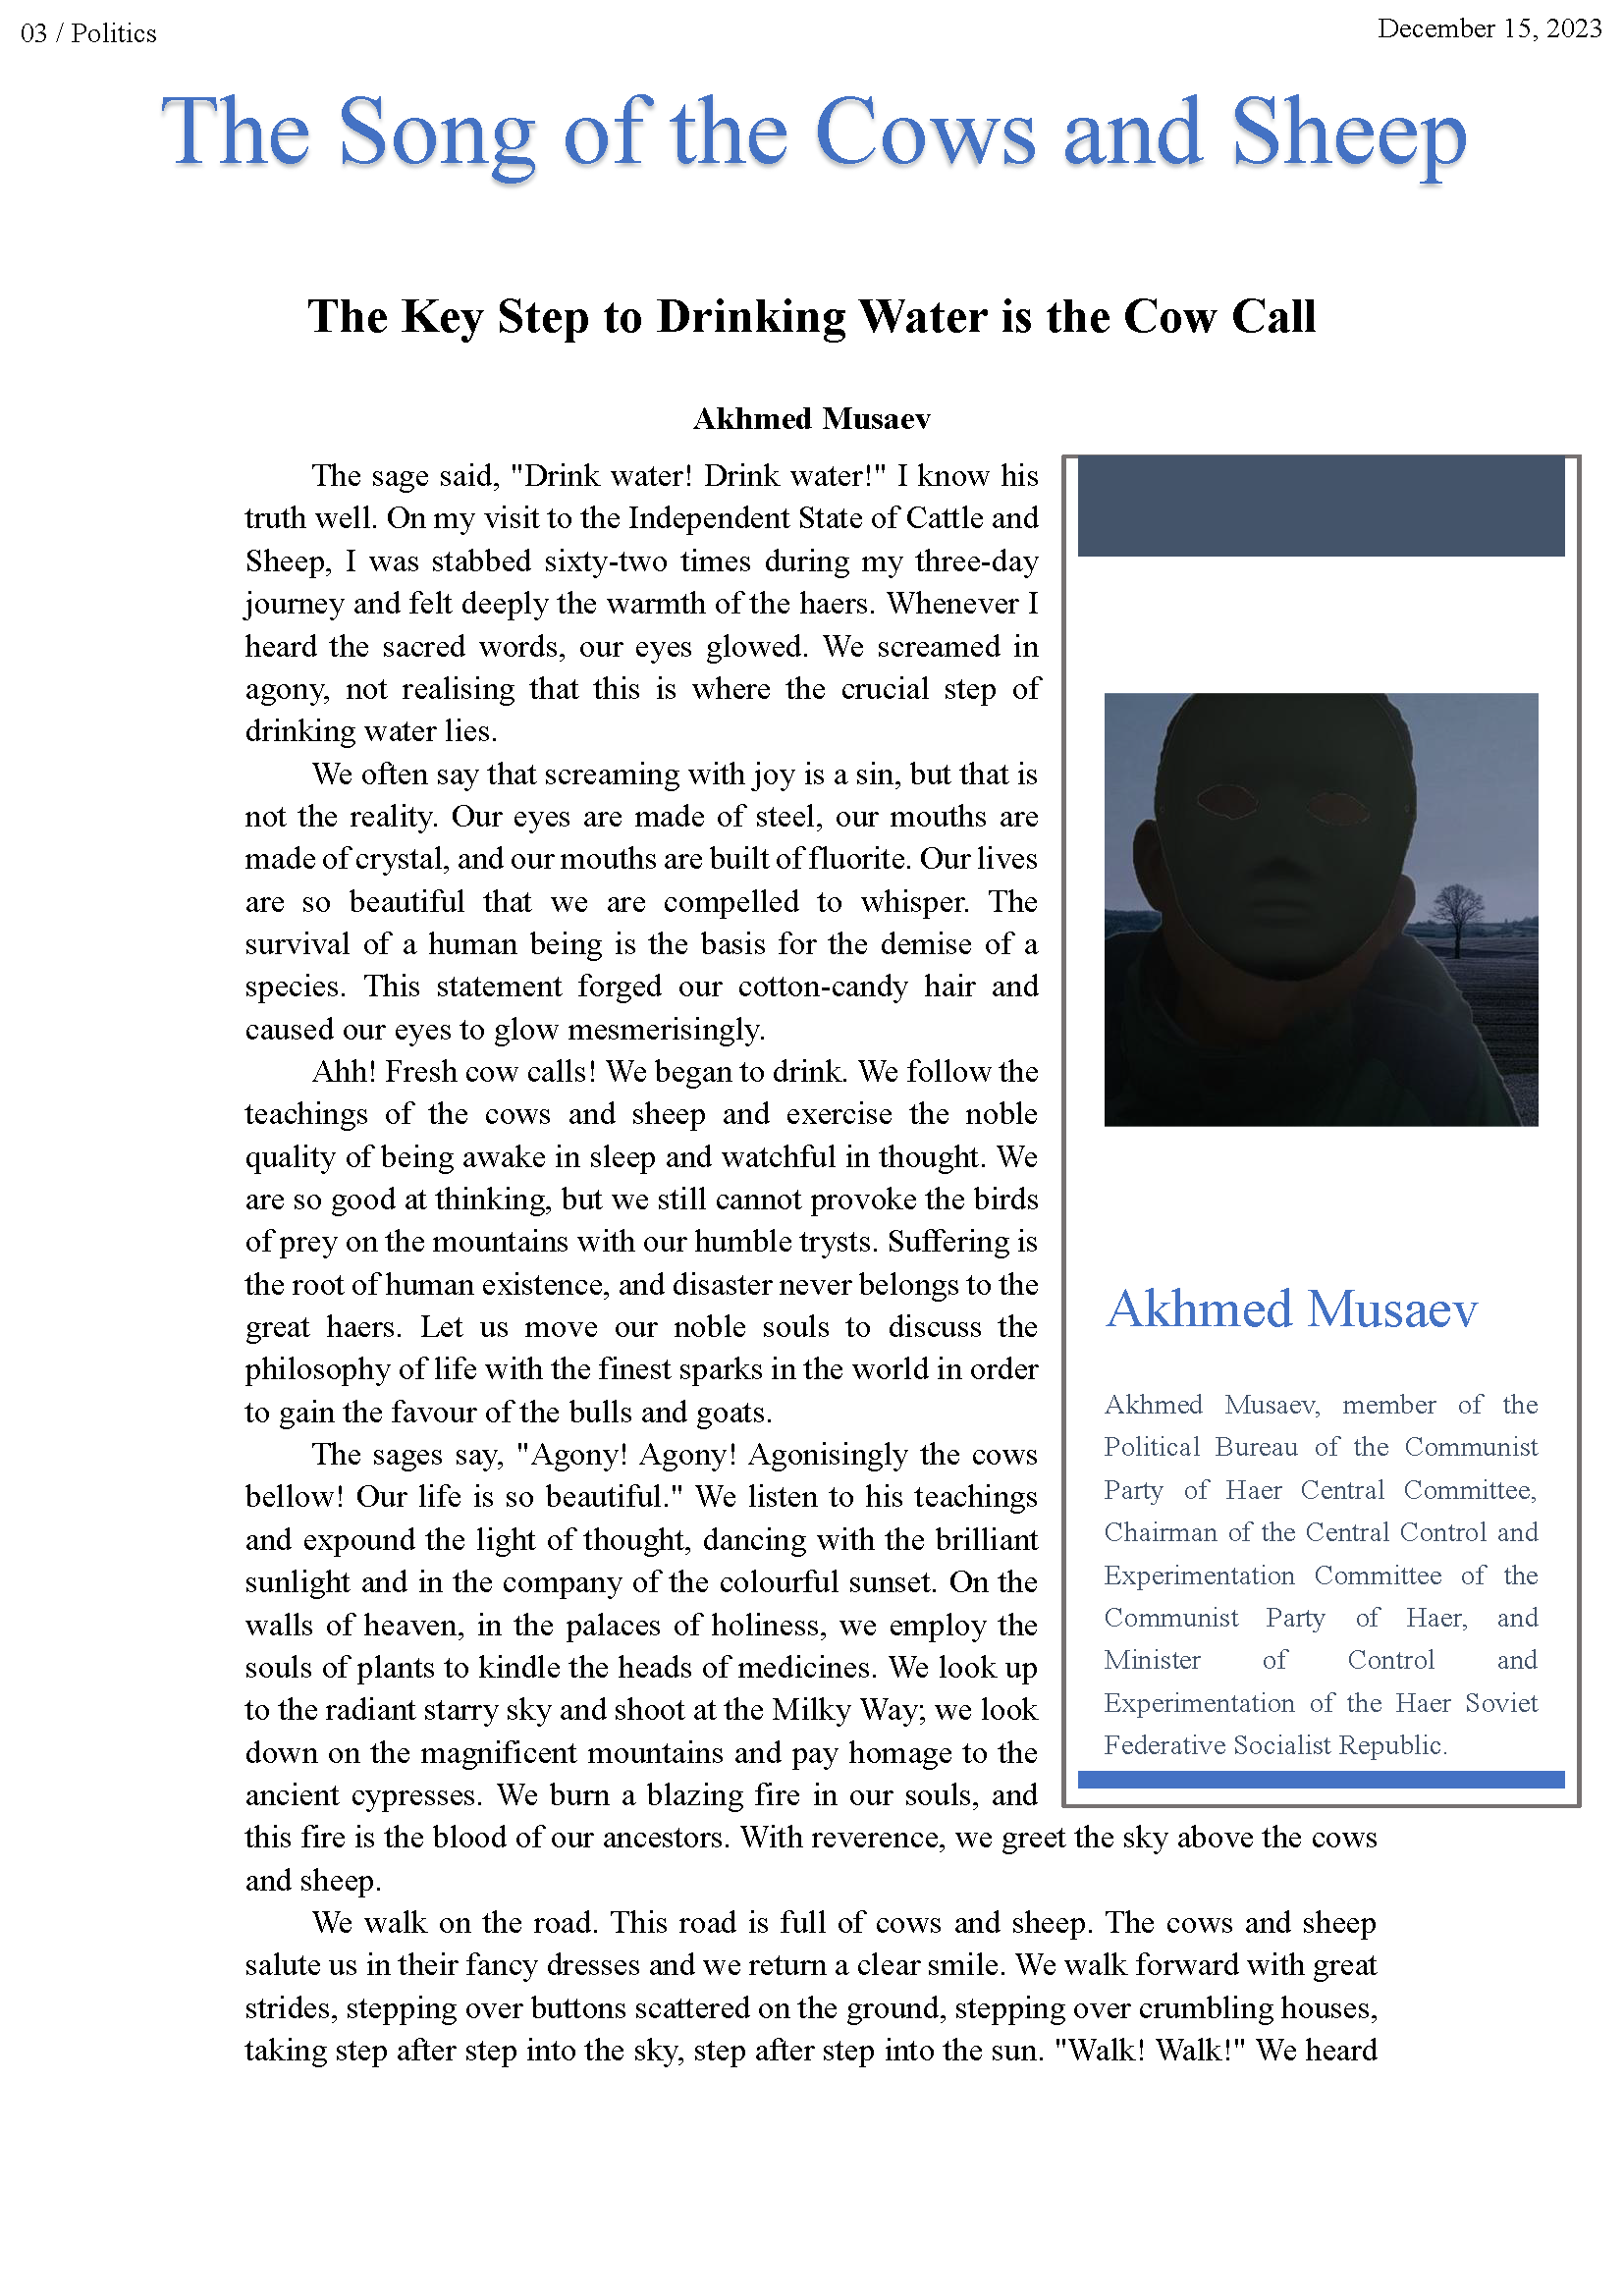 03 / Politics
December 15, 2023
The Song of the Cows and Sheep
The Key Step to Drinking Water is the Cow Call
Akhmed Musaev
The sage said, "Drink water! Drink water!" I know his
truth well. On my visit to the Independent State of Cattle and
Sheep, I was stabbed sixty-two times during my three-day
journey and felt deeply the warmth of the haers. Whenever I
heard the sacred words, our eyes glowed. We screamed in
agony, not realising that this is where the crucial step of
drinking water lies.
We often say that screaming with joy is a sin, but that is
not the reality. Our eyes are made of steel, our mouths are
made of crystal, and our mouths are built of fluorite. Our lives
are so beautiful that we are compelled to whisper. The
survival of a human being is the basis for the demise of a
species. This statement forged our cotton-candy hair and
caused our eyes to glow mesmerisingly.
Ahh! Fresh cow calls! We began to drink. We follow the
teachings of the cows and sheep and exercise the noble
quality of being awake in sleep and watchful in thought. We
are so good at thinking, but we still cannot provoke the birds
of prey on the mountains with our humble trysts. Suffering is
the root of human existence, and disaster never belongs to the
great haers. Let us move our noble souls to discuss the
philosophy of life with the finest sparks in the world in order
to gain the favour of the bulls and goats.
The sages say, "Agony! Agony! Agonisingly the cows
bellow! Our life is so beautiful." We listen to his teachings
and expound the light of thought, dancing with the brilliant
sunlight and in the company of the colourful sunset. On the
walls of heaven, in the palaces of holiness, we employ the
souls of plants to kindle the heads of medicines. We look up
to the radiant starry sky and shoot at the Milky Way; we look
down on the magnificent mountains and pay homage to the
ancient cypresses. We burn a blazing fire in our souls, and
this fire is the blood of our ancestors. With reverence, we greet the sky above the cows
and sheep.
We walk on the road. This road is full of cows and sheep. The cows and sheep
salute us in their fancy dresses and we return a clear smile. We walk forward with great
strides, stepping over buttons scattered on the ground, stepping over crumbling houses,
taking step after step into the sky, step after step into the sun. "Walk! Walk!" We heard
Akhmed Musaev
Akhmed Musaev, member of the
Political Bureau of the Communist
Party of Haer Central Committee,
Chairman of the Central Control and
Experimentation Committee of the
Communist Party of Haer, and
Minister of Control and
Experimentation of the Haer Soviet
Federative Socialist Republic.